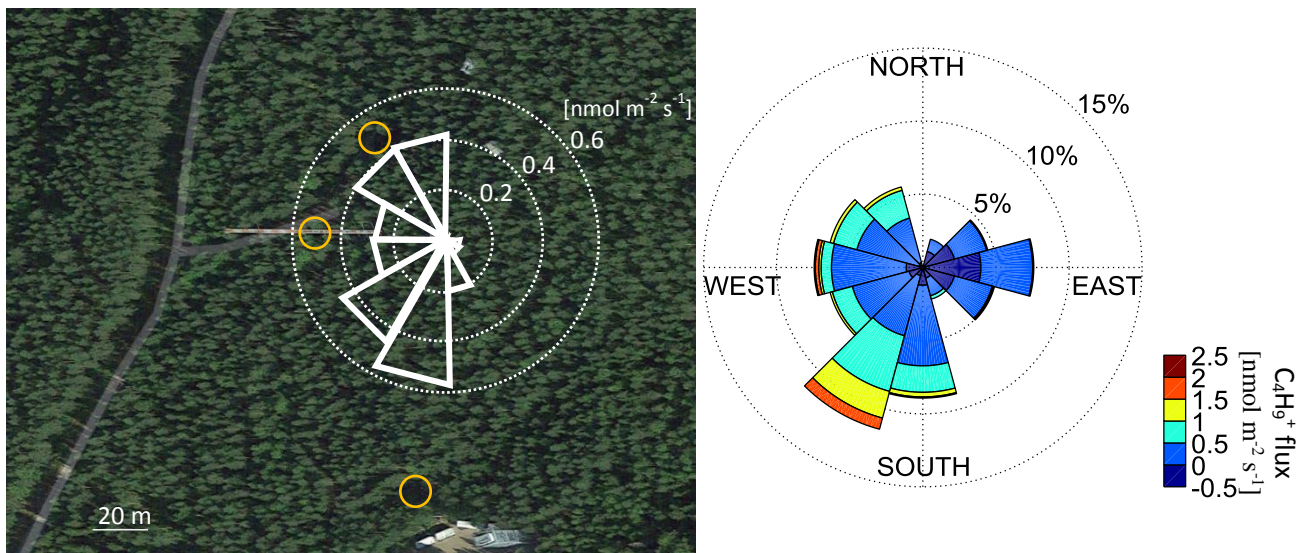 [nmol m⁻² s⁻¹]
0.6
0.4
0.2
20 m
NORTH
15%
10%
5%
WEST
EAST
SOUTH
2.5
2
1.5
1
0.5
0
-0.5
C₄H₉⁺ flux
[nmol m⁻² s⁻¹]